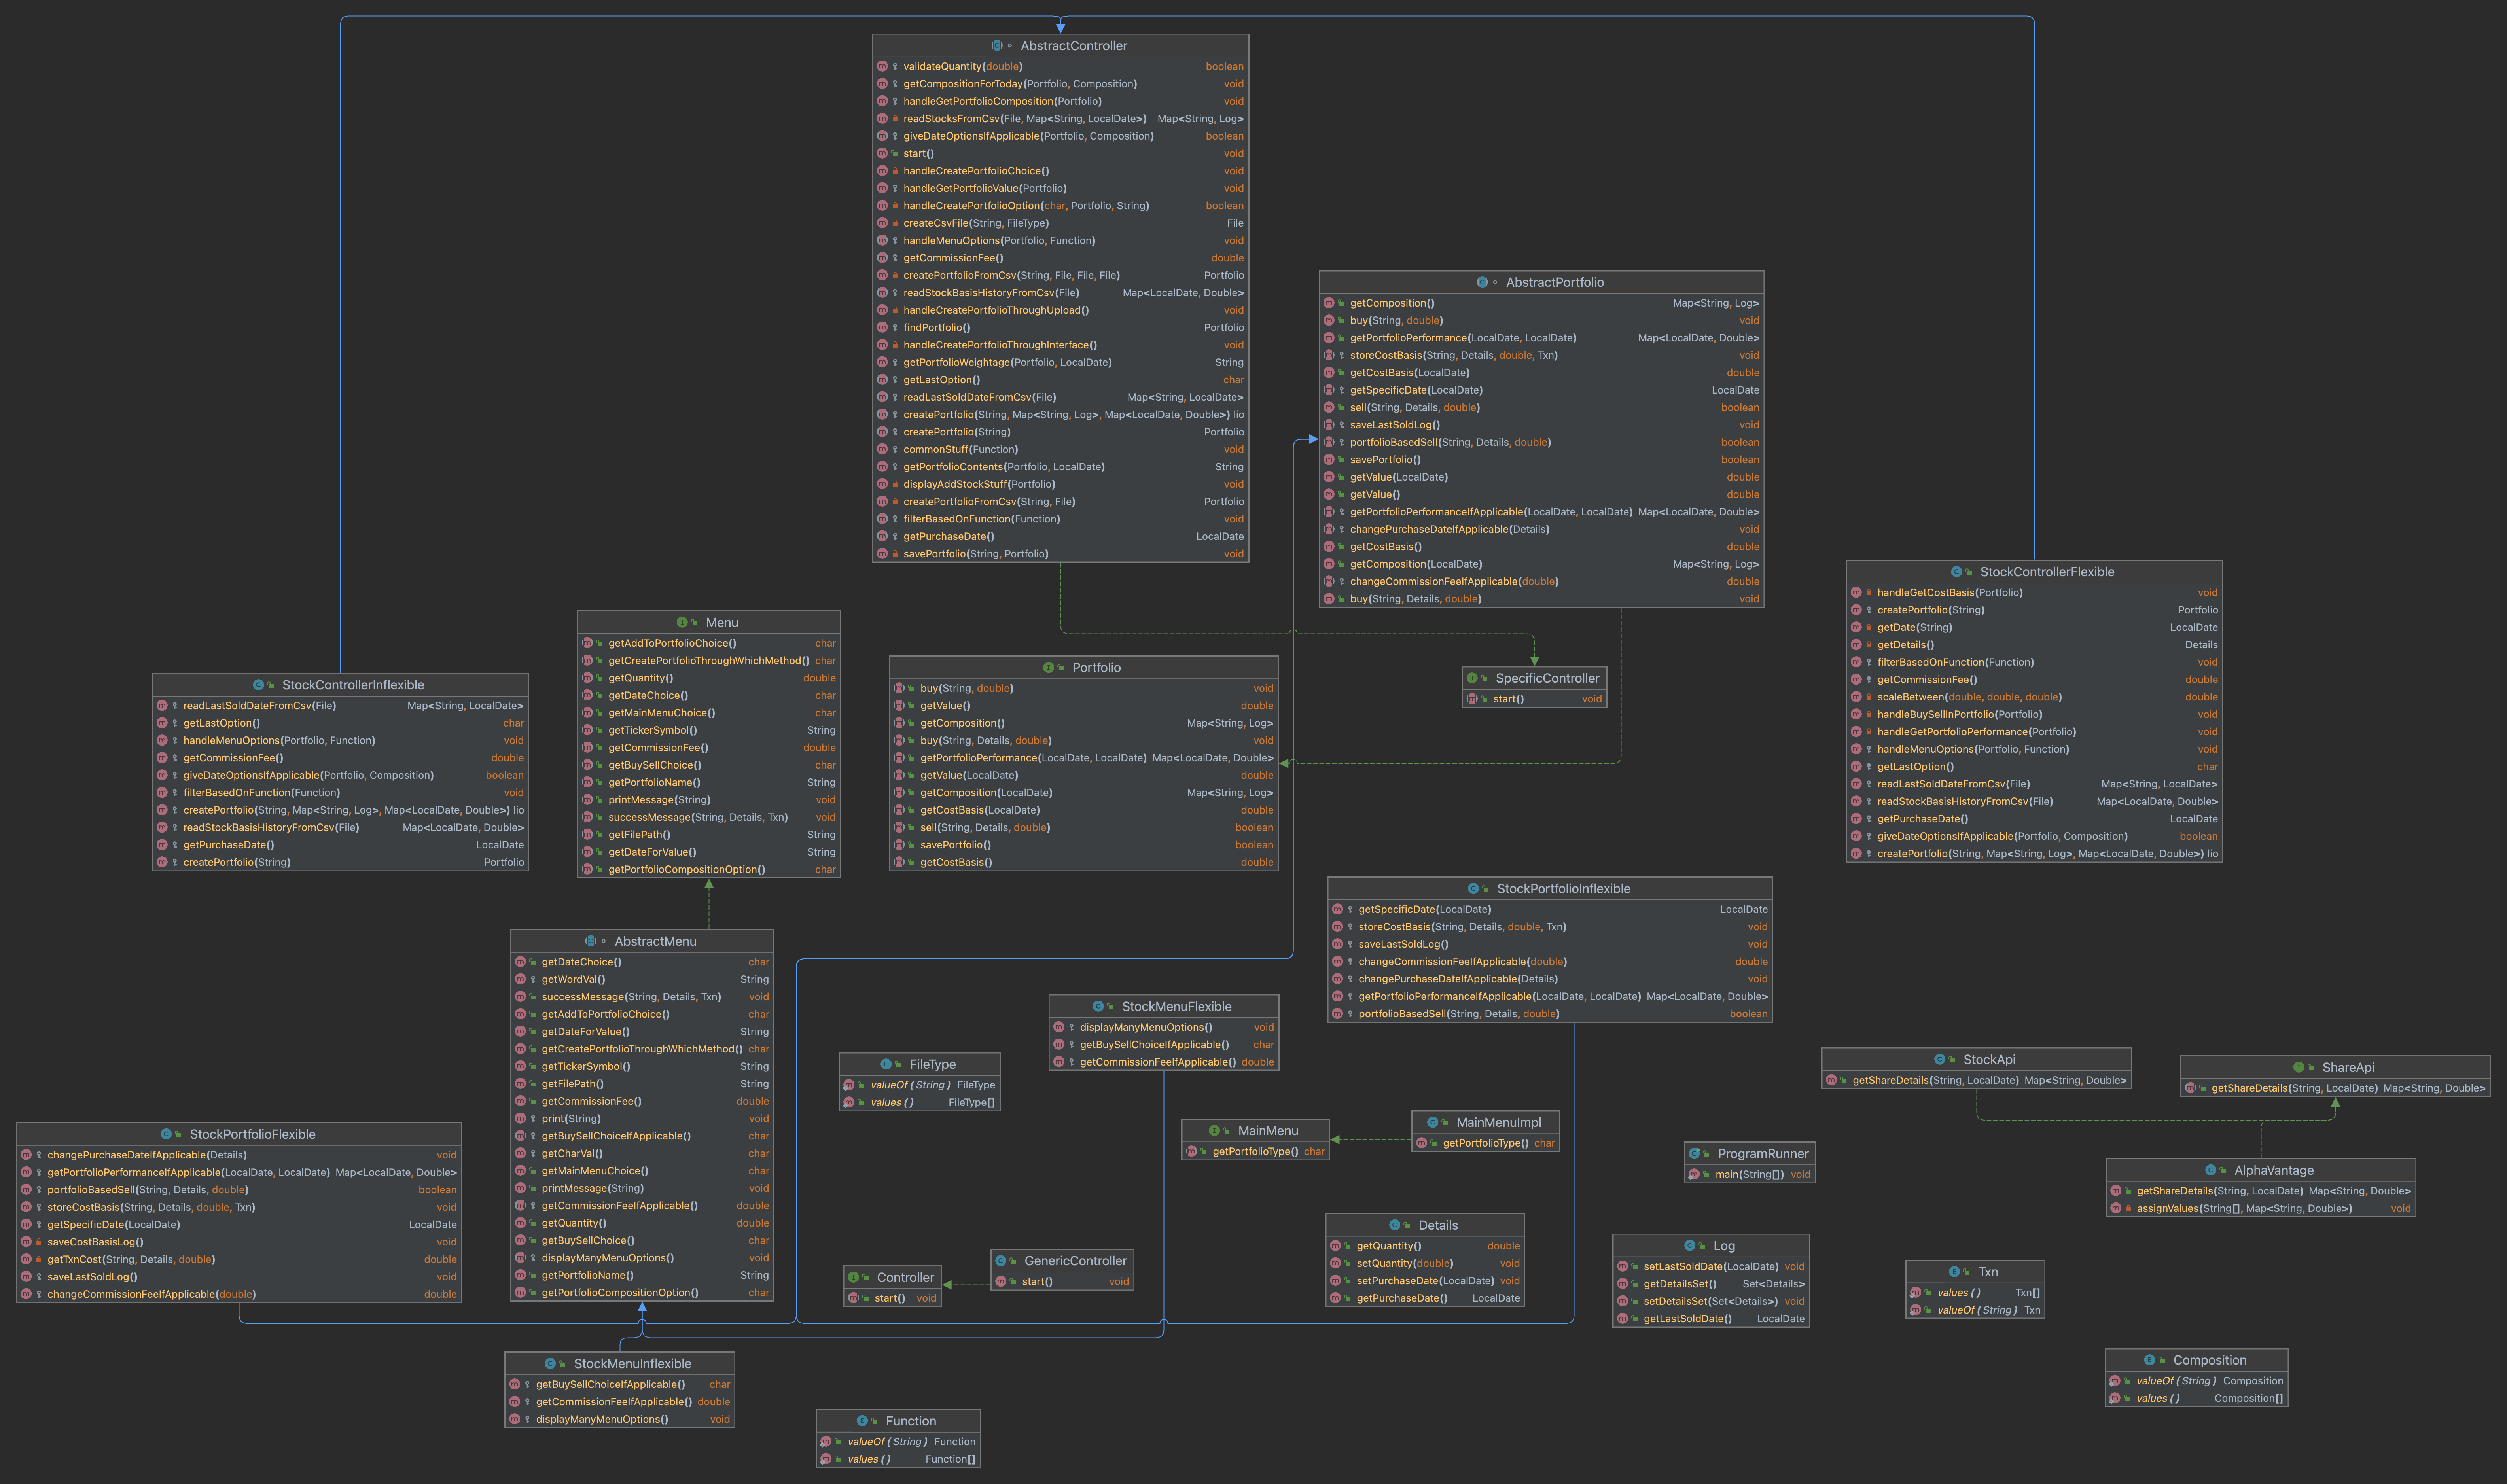 AbstractController
validateQuantity(double) boolean
getCompositionForToday(Portfolio, Composition) void
handleGetPortfolioComposition(Portfolio) void
readStocksFromCsv(File, Map<String, LocalDate>) Map<String, Log>
giveDateOptionsIfApplicable(Portfolio, Composition) boolean
start() void
handleCreatePortfolioChoice() void
handleGetPortfolioValue(Portfolio) void
handleCreatePortfolioOption(char, Portfolio, String) boolean
createCsvFile(String, FileType) File
handleMenuOptions(Portfolio, Function) void
getCommissionFee() double
createPortfolioFromCsv(String, File, File, File) Portfolio
readStockBasisHistoryFromCsv(File) Map<LocalDate, Double>
handleCreatePortfolioThroughUpload() void
findPortfolio() Portfolio
handleCreatePortfolioThroughInterface() void
getPortfolioWeightage(Portfolio, LocalDate) String
getLastOption() char
readLastSoldDateFromCsv(File) Map<String, LocalDate>
createPortfolio(String, Map<String, Log>, Map<LocalDate, Double>) lio
createPortfolio(String) Portfolio
commonStuff(Function) void
getPortfolioContents(Portfolio, LocalDate) String
displayAddStockStuff(Portfolio) void
createPortfolioFromCsv(String, File) Portfolio
filterBasedOnFunction(Function) void
getPurchaseDate() LocalDate
savePortfolio(String, Portfolio) void
AbstractPortfolio
getComposition() Map<String, Log>
buy(String, double) void
getPortfolioPerformance(LocalDate, LocalDate) Map<LocalDate, Double>
storeCostBasis(String, Details, double, Txn) void
getCostBasis(LocalDate) double
getSpecificDate(LocalDate) LocalDate
sell(String, Details, double) boolean
saveLastSoldLog() void
portfolioBasedSell(String, Details, double) boolean
savePortfolio() boolean
getValue(LocalDate) double
getValue() double
getPortfolioPerformanceIfApplicable(LocalDate, LocalDate) Map<LocalDate, Double>
changePurchaseDateIfApplicable(Details) void
getCostBasis() double
getComposition(LocalDate) Map<String, Log>
changeCommissionFeeIfApplicable(double) double
buy(String, Details, double) void
StockControllerFlexible
handleGetCostBasis(Portfolio) void
createPortfolio(String) Portfolio
getDate(String) LocalDate
getDetails() Details
filterBasedOnFunction(Function) void
getCommissionFee() double
scaleBetween(double, double, double) double
handleBuySellInPortfolio(Portfolio) void
handleGetPortfolioPerformance(Portfolio) void
handleMenuOptions(Portfolio, Function) void
getLastOption() char
readLastSoldDateFromCsv(File) Map<String, LocalDate>
readStockBasisHistoryFromCsv(File) Map<LocalDate, Double>
getPurchaseDate() LocalDate
giveDateOptionsIfApplicable(Portfolio, Composition) boolean
createPortfolio(String, Map<String, Log>, Map<LocalDate, Double>) lio
Menu
getAddToPortfolioChoice() char
getCreatePortfolioThroughWhichMethod() char
getQuantity() double
getDateChoice() char
getMainMenuChoice() char
getTickerSymbol() String
getCommissionFee() double
getBuySellChoice() char
getPortfolioName() String
printMessage(String) void
successMessage(String, Details, Txn) void
getFilePath() String
getDateForValue() String
getPortfolioCompositionOption() char
Portfolio
buy(String, double) void
getValue() double
getComposition() Map<String, Log>
buy(String, Details, double) void
getPortfolioPerformance(LocalDate, LocalDate) Map<LocalDate, Double>
getValue(LocalDate) double
getComposition(LocalDate) Map<String, Log>
getCostBasis(LocalDate) double
sell(String, Details, double) boolean
savePortfolio() boolean
getCostBasis() double
SpecificController
start() void
StockControllerInflexible
readLastSoldDateFromCsv(File) Map<String, LocalDate>
getLastOption() char
handleMenuOptions(Portfolio, Function) void
getCommissionFee() double
giveDateOptionsIfApplicable(Portfolio, Composition) boolean
filterBasedOnFunction(Function) void
createPortfolio(String, Map<String, Log>, Map<LocalDate, Double>) lio
readStockBasisHistoryFromCsv(File) Map<LocalDate, Double>
getPurchaseDate() LocalDate
createPortfolio(String) Portfolio
StockPortfolioInflexible
getSpecificDate(LocalDate) LocalDate
storeCostBasis(String, Details, double, Txn) void
saveLastSoldLog() void
changeCommissionFeeIfApplicable(double) double
changePurchaseDateIfApplicable(Details) void
getPortfolioPerformanceIfApplicable(LocalDate, LocalDate) Map<LocalDate, Double>
portfolioBasedSell(String, Details, double) boolean
AbstractMenu
getDateChoice() char
getWordVal() String
successMessage(String, Details, Txn) void
getAddToPortfolioChoice() char
getDateForValue() String
getCreatePortfolioThroughWhichMethod() char
getTickerSymbol() String
getFilePath() String
getCommissionFee() double
print(String) void
getBuySellChoiceIfApplicable() char
getCharVal() char
getMainMenuChoice() char
printMessage(String) void
getCommissionFeeIfApplicable() double
getQuantity() double
getBuySellChoice() char
displayManyMenuOptions() void
getPortfolioName() String
getPortfolioCompositionOption() char
StockMenuFlexible
displayManyMenuOptions() void
getBuySellChoiceIfApplicable() char
getCommissionFeeIfApplicable() double
FileType
valueOf(String) FileType
values() FileType[]
StockApi
getShareDetails(String, LocalDate) Map<String, Double>
ShareApi
getShareDetails(String, LocalDate) Map<String, Double>
MainMenu
getPortfolioType() char
MainMenuImpl
getPortfolioType() char
ProgramRunner
main(String[]) void
AlphaVantage
getShareDetails(String, LocalDate) Map<String, Double>
assignValues(String[], Map<String, Double>) void
StockPortfolioFlexible
changePurchaseDateIfApplicable(Details) void
getPortfolioPerformanceIfApplicable(LocalDate, LocalDate) Map<LocalDate, Double>
portfolioBasedSell(String, Details, double) boolean
storeCostBasis(String, Details, double, Txn) void
getSpecificDate(LocalDate) LocalDate
saveCostBasisLog() void
getTxnCost(String, Details, double) double
saveLastSoldLog() void
changeCommissionFeeIfApplicable(double) double
Controller
start() void
GenericController
start() void
Details
getQuantity() double
setQuantity(double) void
setPurchaseDate(LocalDate) void
getPurchaseDate() LocalDate
Log
setLastSoldDate(LocalDate) void
getDetailsSet() Set<Details>
setDetailsSet(Set<Details>) void
getLastSoldDate() LocalDate
Txn
values() Txn[]
valueOf(String) Txn
StockMenuInflexible
getBuySellChoiceIfApplicable() char
getCommissionFeeIfApplicable() double
displayManyMenuOptions() void
Composition
valueOf(String) Composition
values() Composition[]
Function
valueOf(String) Function
values() Function[]